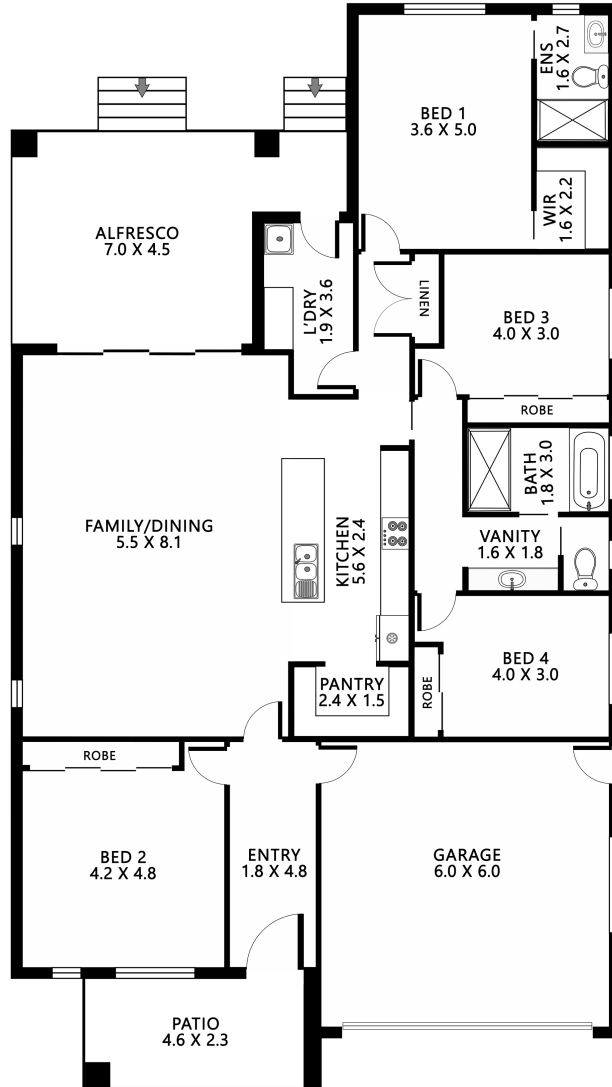 BED 1
3.6 X 5.0
ENS
1.6 X 2.7
WIR
1.6 X 2.2
ALFRESCO
7.0 X 4.5
L'DRY
1.9 X 3.6
LINEN
BED 3
4.0 X 3.0
ROBE
BATH
1.8 X 3.0
FAMILY/DINING
5.5 X 8.1
KITCHEN
5.6 X 2.4
VANITY
1.6 X 1.8
PANTRY
2.4 X 1.5
ROBE
BED 4
4.0 X 3.0
ROBE
BED 2
4.2 X 4.8
ENTRY
1.8 X 4.8
GARAGE
6.0 X 6.0
PATIO
4.6 X 2.3